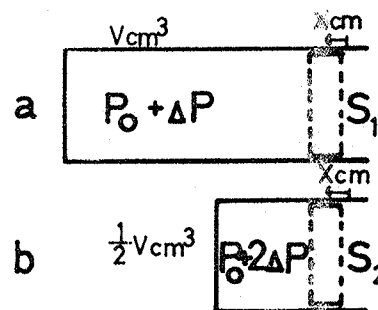 Vcm³ Xcm
a P₀ + ΔP S₁
Xcm
b ½Vcm³ P₀+2ΔP S₂